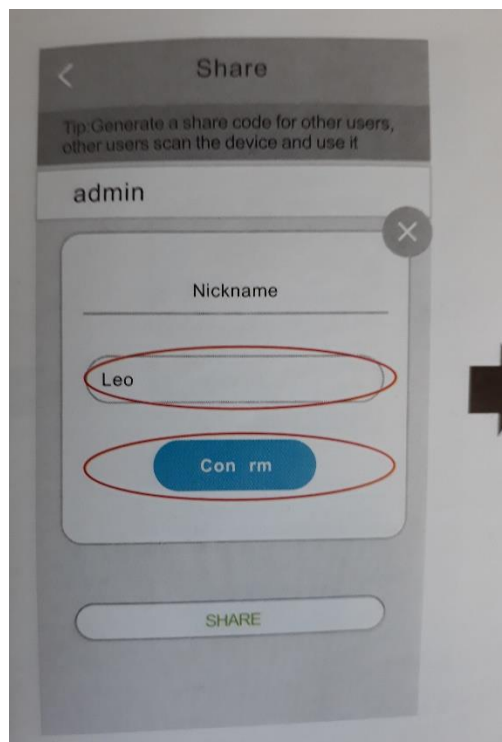 Share
Tip:Generate a share code for other users,
other users scan the device and use it
admin
Nickname
Leo
Con rm
SHARE